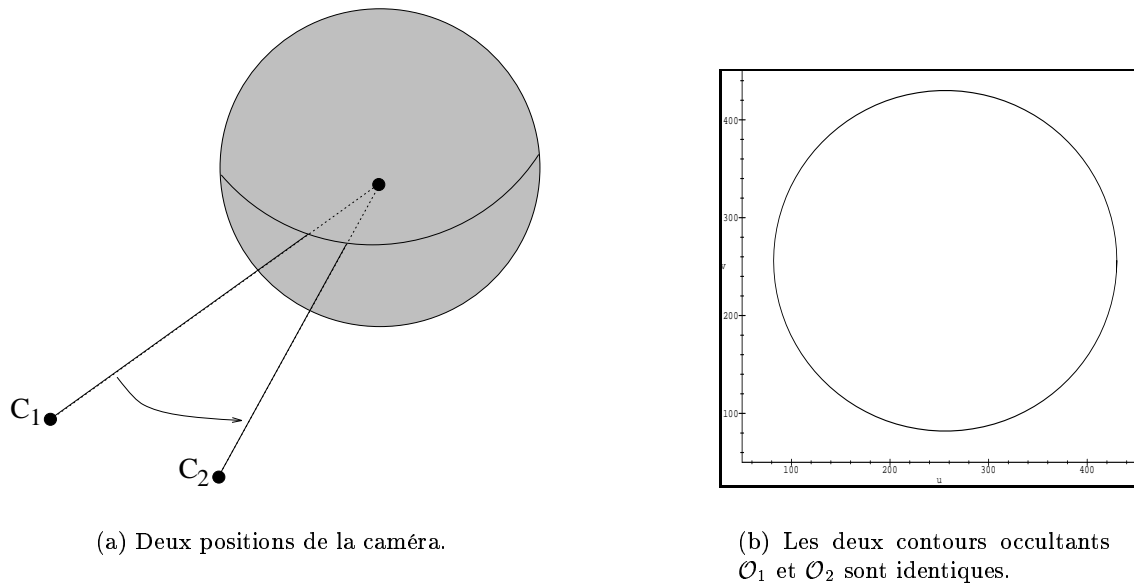 C1
C2
400
300
v
200
100
100
200
300
400
u
(a) Deux positions de la caméra.
(b) Les deux contours occultants
O1 et O2 sont identiques.